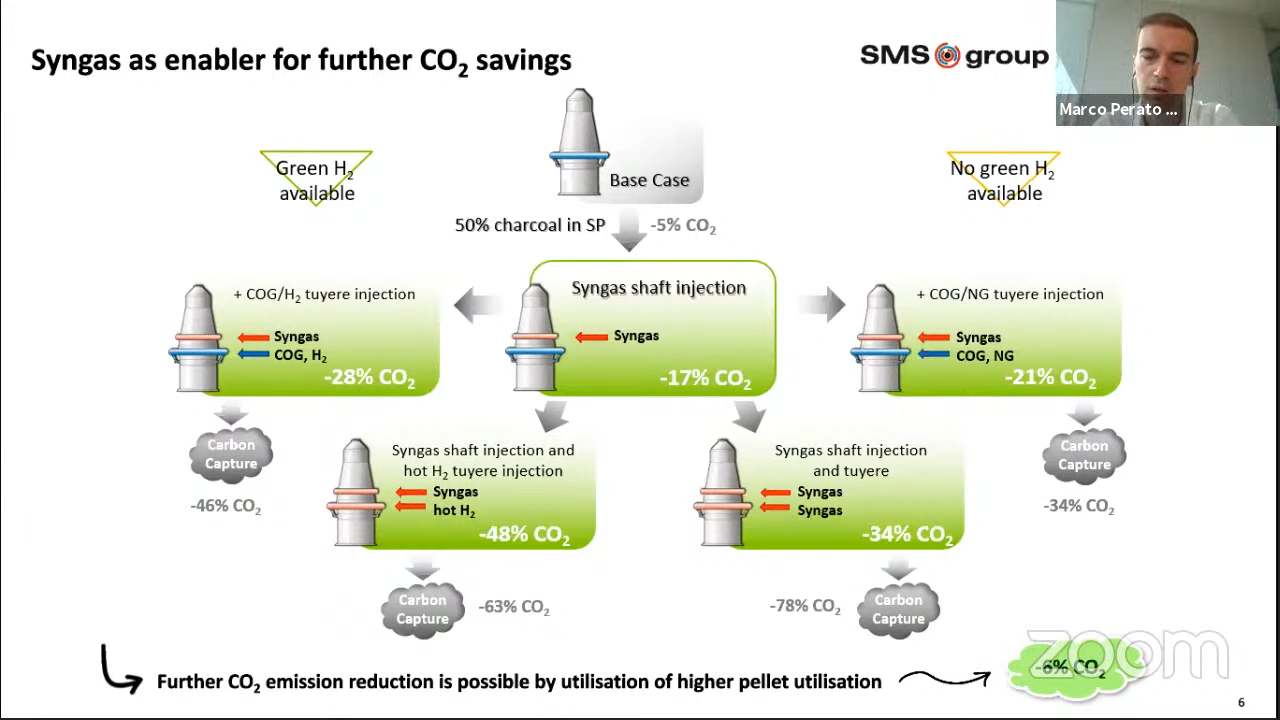 Syngas as enabler for further CO₂ savings
SMS group
Marco Perato ...
Green H₂
available
Base Case
No green H₂
available
50% charcoal in SP
-5% CO₂
+ COG/H₂ tuyere injection
Syngas
COG, H₂
-28% CO₂
Syngas shaft injection
Syngas
-17% CO₂
+ COG/NG tuyere injection
Syngas
COG, NG
-21% CO₂
Carbon
Capture
-46% CO₂
Syngas shaft injection and
hot H₂ tuyere injection
Syngas
hot H₂
-48% CO₂
Syngas shaft injection
and tuyere
Syngas
Syngas
-34% CO₂
Carbon
Capture
-34% CO₂
Carbon
Capture
-63% CO₂
-78% CO₂
Carbon
Capture
zoom
Further CO₂ emission reduction is possible by utilisation of higher pellet utilisation
-6% CO₂
6